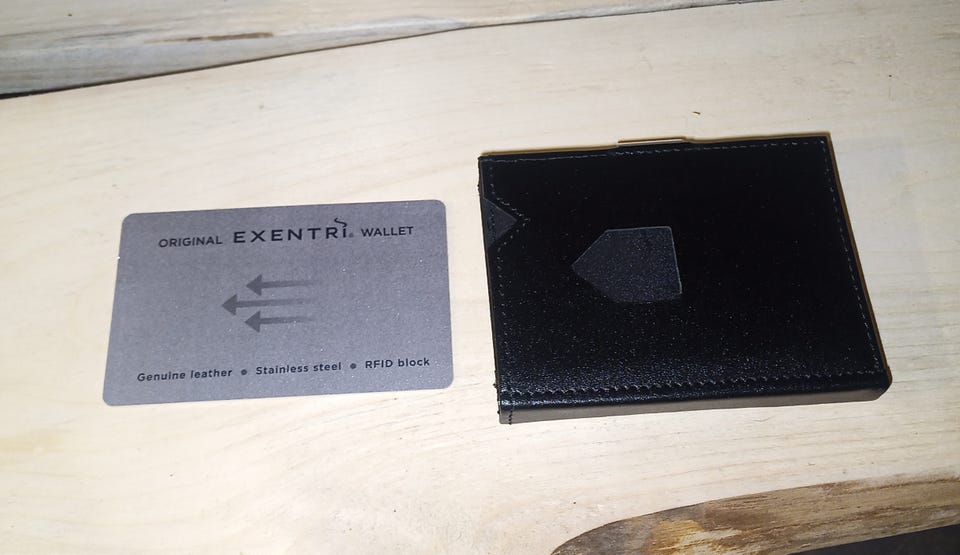 ORIGINAL EXENTRI® WALLET
Genuine leather • Stainless steel • RFID block